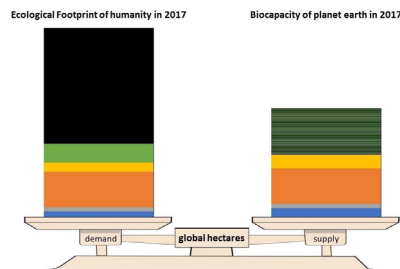 Ecological Footprint of humanity in 2017
Biocapacity of planet earth in 2017
demand
global hectares
supply